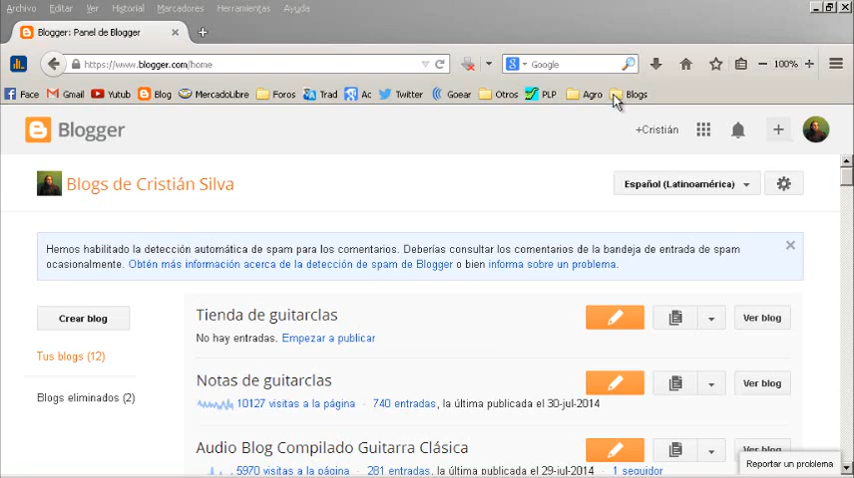 Archivo Editar Ver Historial Marcadores Herramientas Ayuda
Blogger: Panel de Blogger
https://www.blogger.com/home Google 100%
Face Gmail Yutub Blog MercadoLibre Foros Trad Ac Twitter Goear Otros PLP Agro Blogs
Blogger +Cristián
Blogs de Cristián Silva Español (Latinoamérica)
Hemos habilitado la detección automática de spam para los comentarios. Deberías consultar los comentarios de la bandeja de entrada de spam
ocasionalmente. Obtén más información acerca de la detección de spam de Blogger o bien informa sobre un problema.
Crear blog
Tus blogs (12)
Blogs eliminados (2)
Tienda de guitarclas Ver blog
No hay entradas. Empezar a publicar
Notas de guitarclas Ver blog
10127 visitas a la página · 740 entradas, la última publicada el 30-jul-2014
Audio Blog Compilado Guitarra Clásica Ver blog
5970 visitas a la página · 281 entradas, la última publicada el 29-jul-2014 · 1 seguidor
Reportar un problema